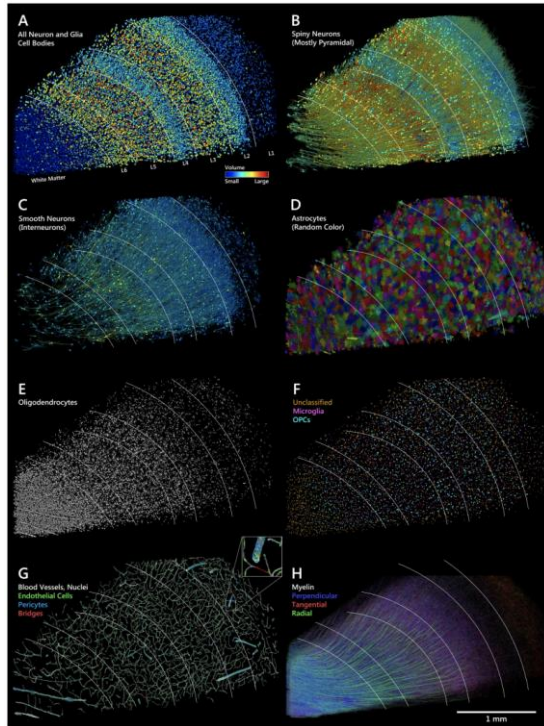 A
All Neuron and Glia
Cell Bodies
White Matter
L6
L5
L4
L3
L2
L1
Volume
Small Large
B
Spiny Neurons
(Mostly Pyramidal)
C
Smooth Neurons
(Interneurons)
D
Astrocytes
(Random Color)
E
Oligodendrocytes
F
Unclassified
Microglia
OPCs
G
Blood Vessels, Nuclei
Endothelial Cells
Pericytes
Bridges
H
Myelin
Perpendicular
Tangential
Radial
1 mm